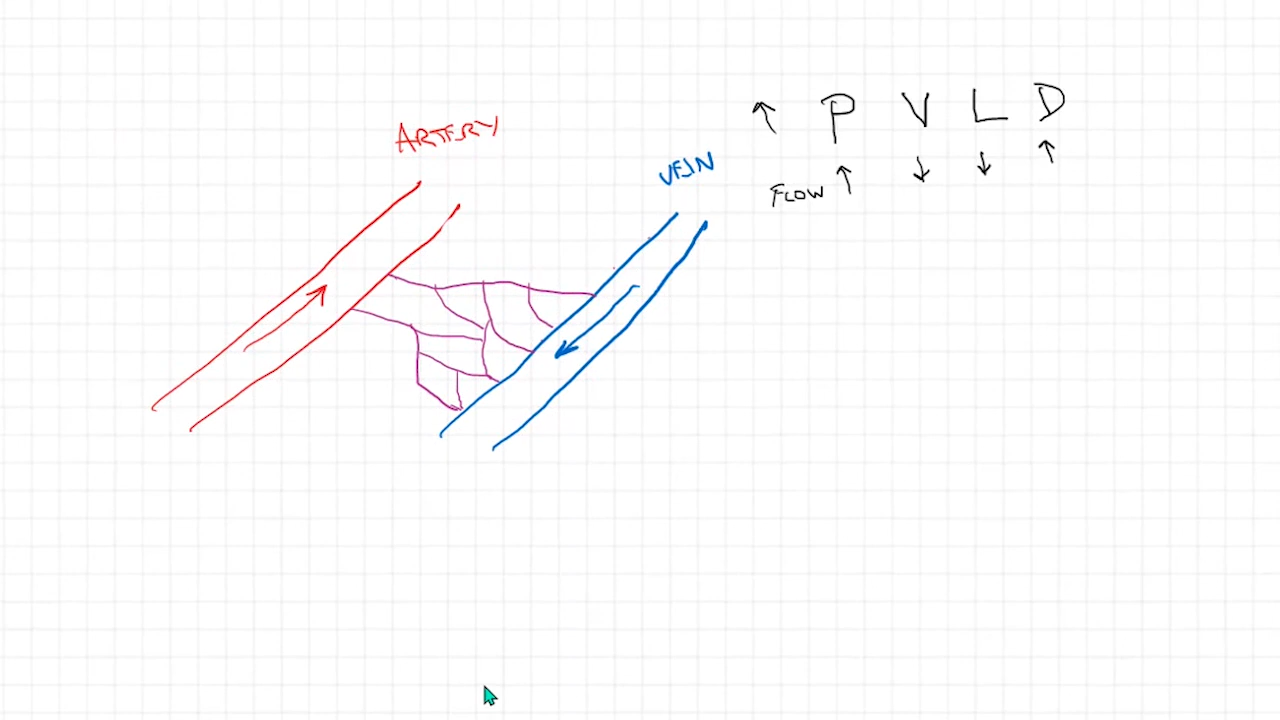 ARTERY
VEIN
↑ P V L D
FLOW ↑ ↓ ↓ ↑